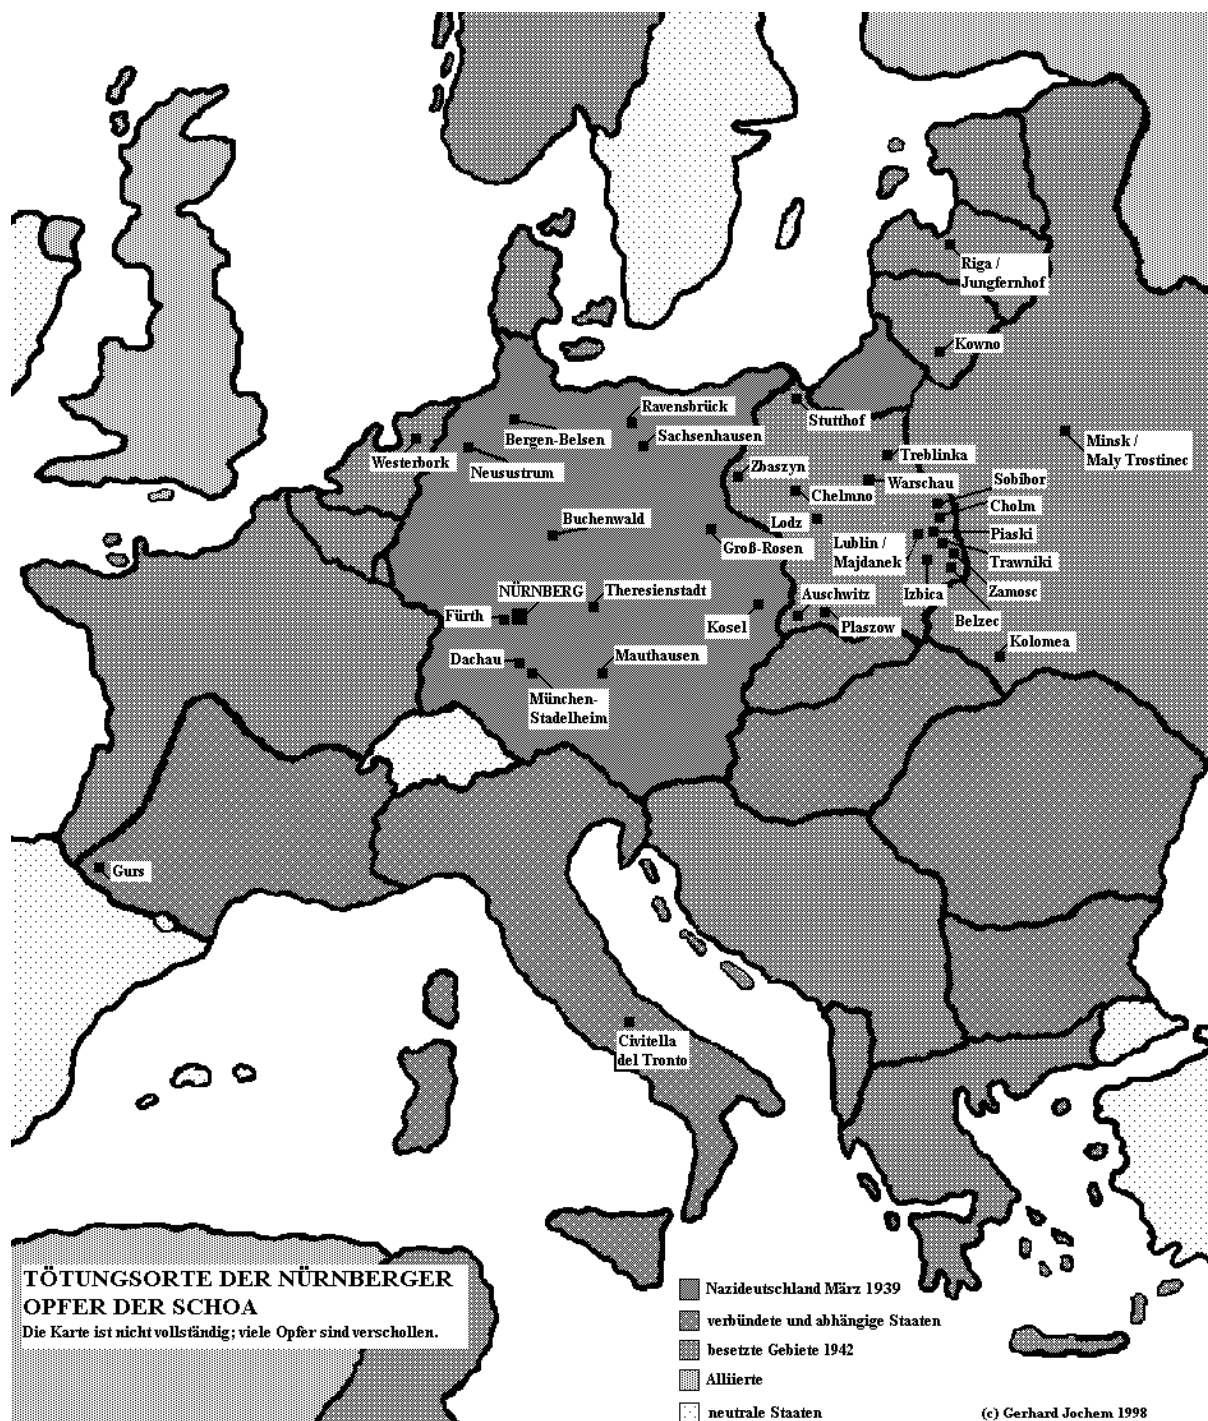 Riga /
Jungfernhof
Kowno
Ravensbrück
Stutthof
Bergen-Belsen
Sachsenhausen
Minsk /
Maly Trostinec
Westerbork
Neusustrum
Treblinka
Zbaszyn
Warschau
Sobibor
Chelmno
Cholm
Buchenwald
Lodz
Groß-Rosen
Lublin /
Majdanek
Piaski
Trawniki
NÜRNBERG
Theresienstadt
Auschwitz
Izbica
Zamosc
Fürth
Kosel
Plaszow
Belzec
Kolomea
Dachau
Mauthausen
München-
Stadelheim
Gurs
Civitella
del Tronto
TÖTUNGSORTE DER NÜRNBERGER
OPFER DER SCHOA
Die Karte ist nicht vollständig; viele Opfer sind verschollen.
Nazideutschland März 1939
verbündete und abhängige Staaten
besetzte Gebiete 1942
Alliierte
neutrale Staaten
(c) Gerhard Jochem 1998